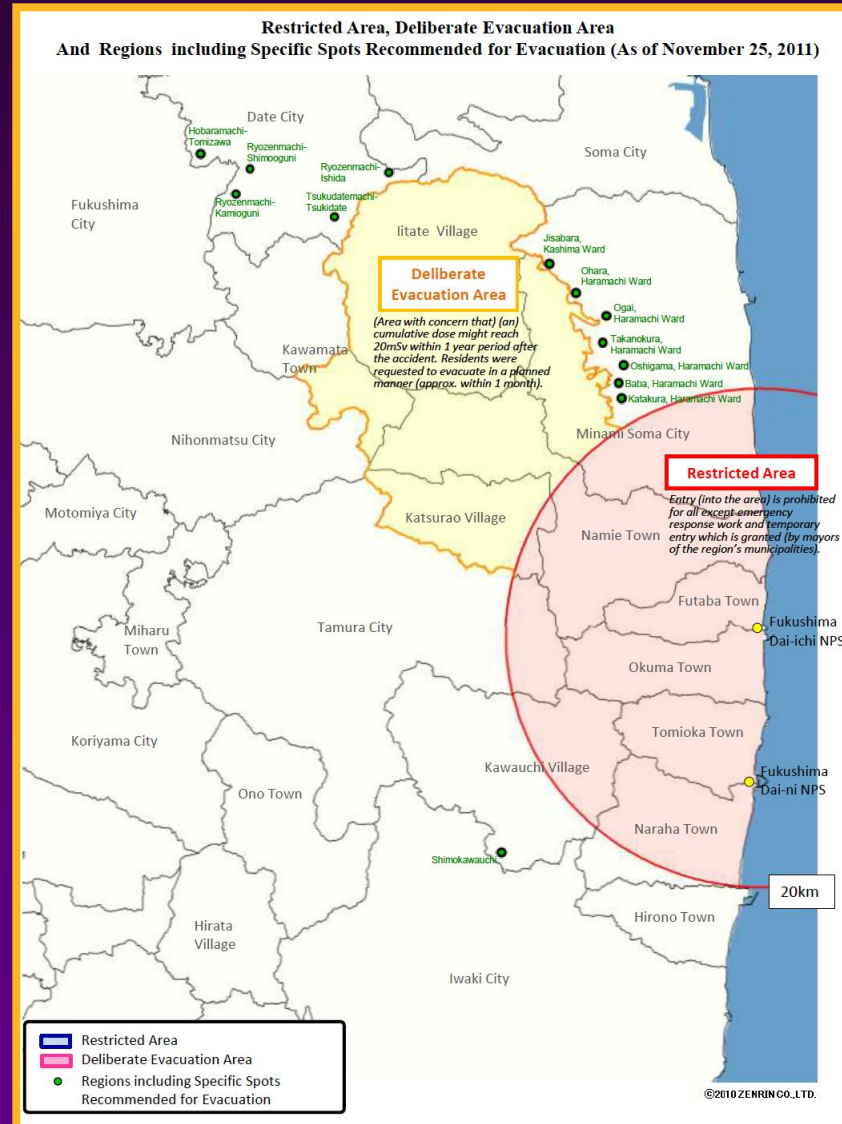 Restricted Area, Deliberate Evacuation Area
And Regions including Specific Spots Recommended for Evacuation (As of November 25, 2011)
Date City
Hobaramachi-
Tomizawa
Ryozenmachi-
Shimooguni
Ryozenmachi-
Ishida
Soma City
Ryozenmachi-
Kamioguni
Tsukudatemachi-
Tsukidate
Fukushima
City
Iitate Village
Jisabara,
Kashima Ward
Deliberate
Evacuation Area
Ohara,
Haramachi Ward
(Area with concern that) (an)
cumulative dose might reach
20mSv within 1 year period after
the accident. Residents were
requested to evacuate in a planned
manner (approx. within 1 month).
Ogai,
Haramachi Ward
Takanokura,
Haramachi Ward
Kawamata
Town
Oshigama, Haramachi Ward
Baba, Haramachi Ward
Katakura, Haramachi Ward
Nihonmatsu City
Minami Soma City
Restricted Area
Entry (into the area) is prohibited
for all except emergency
response work and temporary
entry which is granted (by mayors
of the region's municipalities).
Motomiya City
Katsurao Village
Namie Town
Futaba Town
Miharu
Town
Tamura City
Fukushima
Dai-ichi NPS
Okuma Town
Tomioka Town
Koriyama City
Kawauchi Village
Fukushima
Dai-ni NPS
Ono Town
Naraha Town
Shimokawauchi
20km
Hirono Town
Hirata
Village
Iwaki City
Restricted Area
Deliberate Evacuation Area
Regions including Specific Spots
Recommended for Evacuation
©2010 ZENRIN CO., LTD.